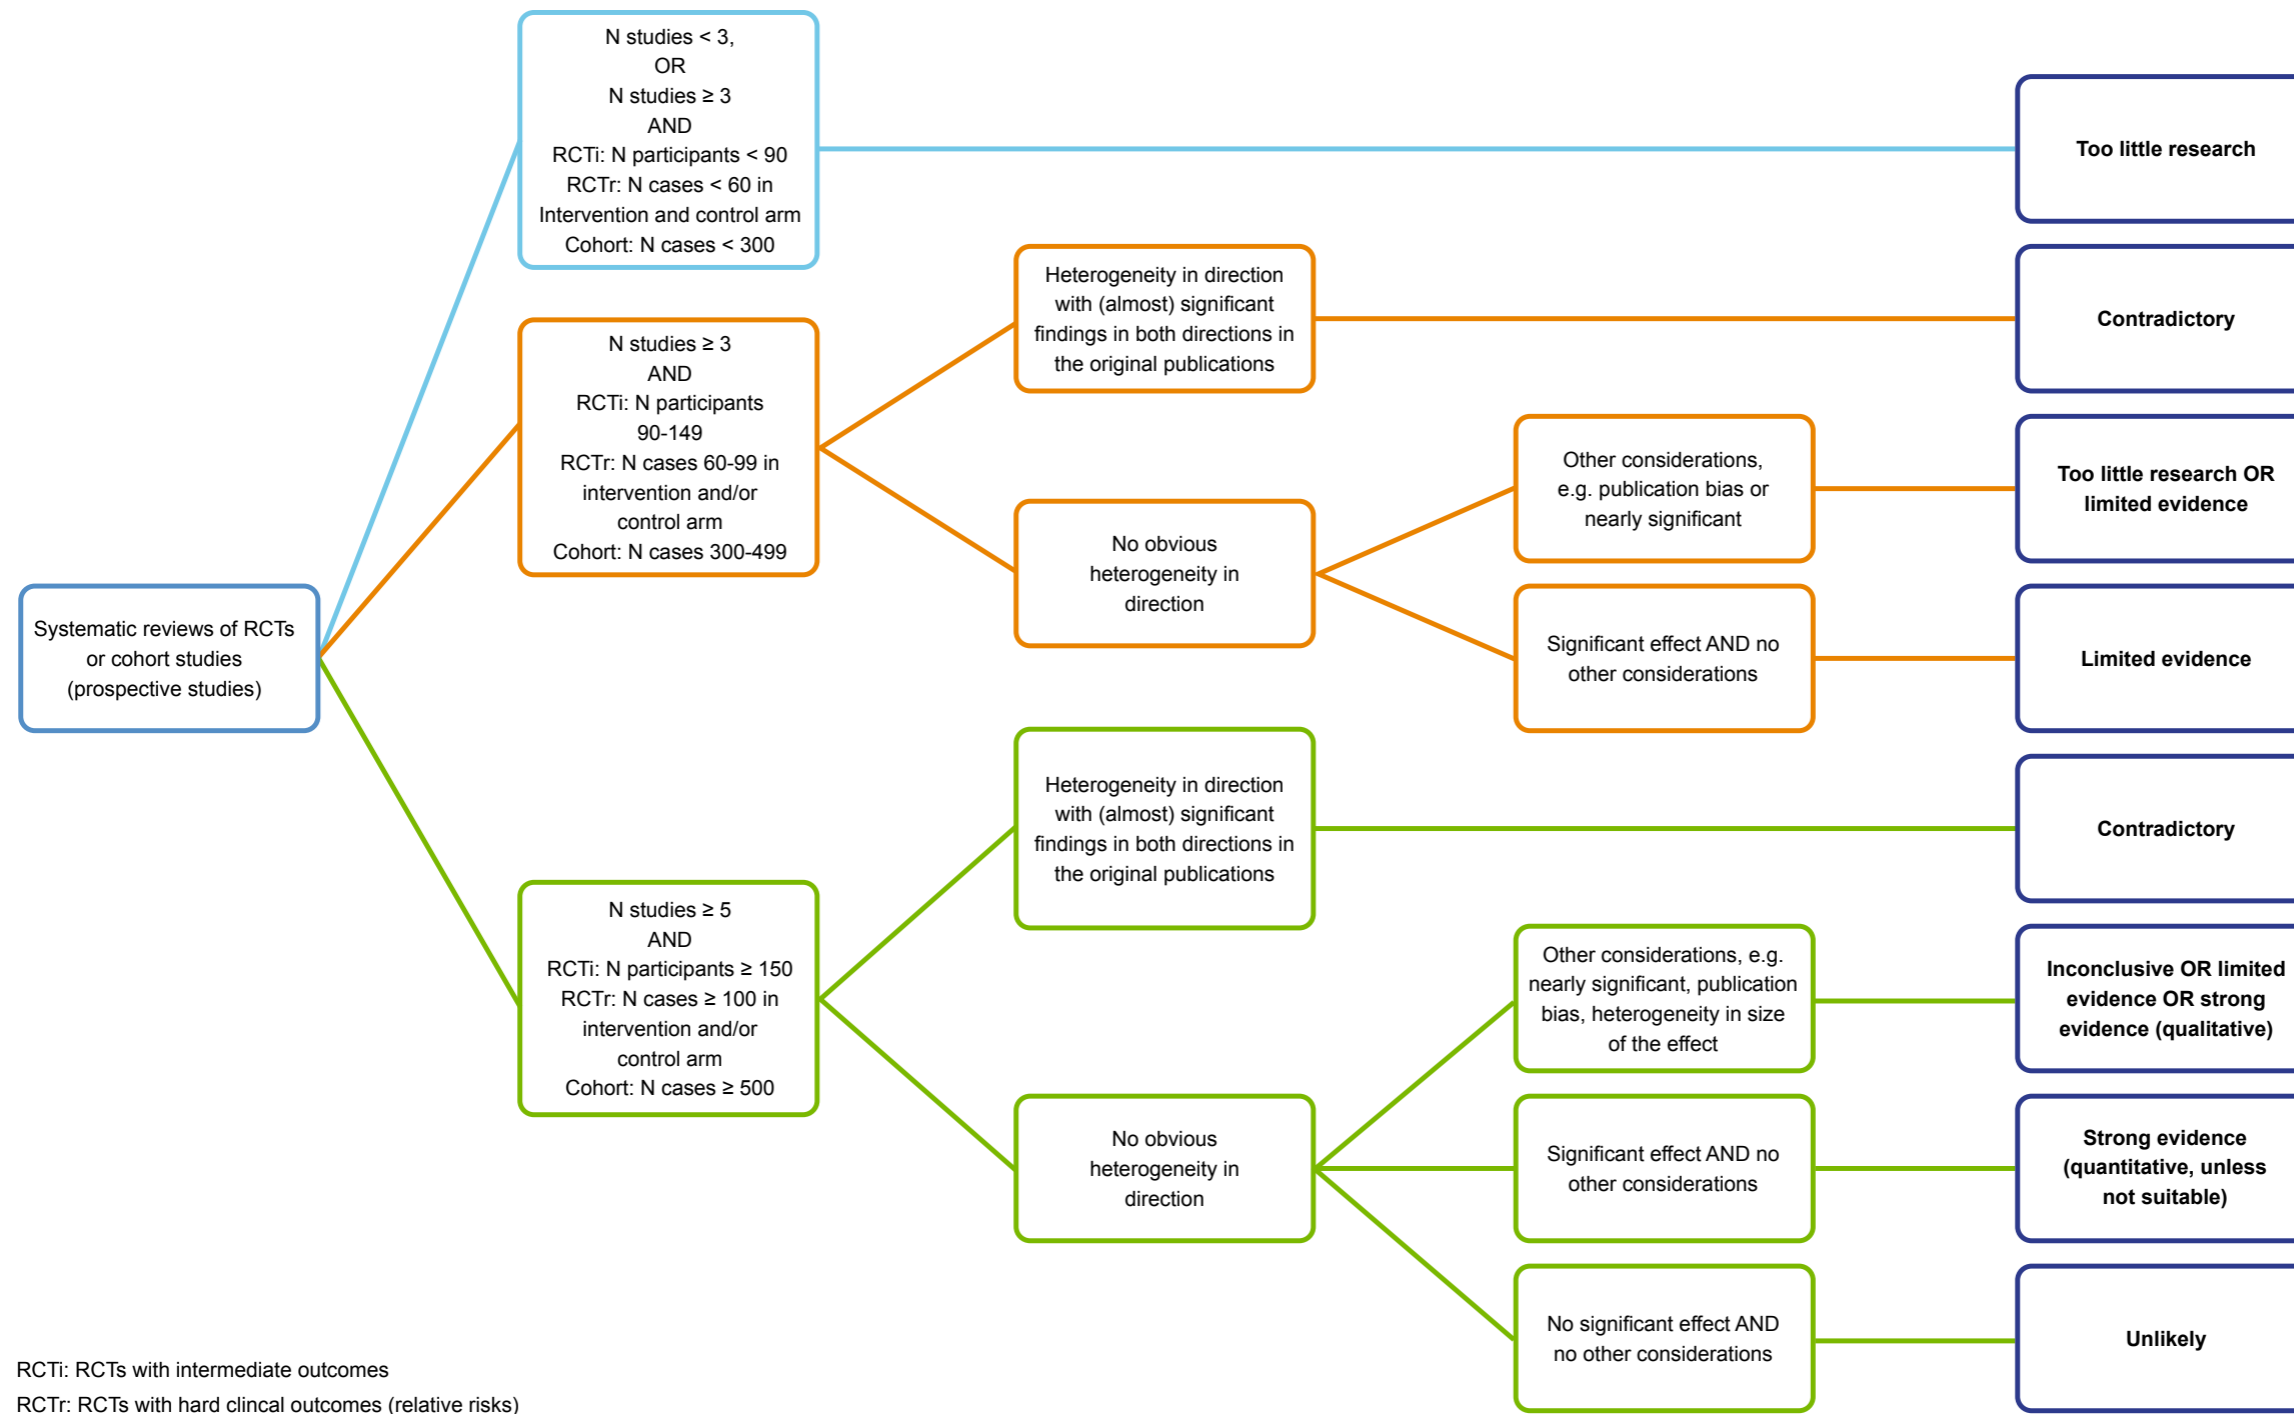 N studies < 3,
OR
N studies ≥ 3
AND
RCTi: N participants < 90
RCTr: N cases < 60 in
Intervention and control arm
Cohort: N cases < 300
Too little research
Heterogeneity in direction
with (almost) significant
findings in both directions in
the original publications
Contradictory
N studies ≥ 3
AND
RCTi: N participants
90-149
RCTr: N cases 60-99 in
intervention and/or
control arm
Cohort: N cases 300-499
Other considerations,
e.g. publication bias or
nearly significant
Too little research OR
limited evidence
No obvious
heterogeneity in
direction
Systematic reviews of RCTs
or cohort studies
(prospective studies)
Significant effect AND no
other considerations
Limited evidence
Heterogeneity in direction
with (almost) significant
findings in both directions in
the original publications
Contradictory
N studies ≥ 5
AND
RCTi: N participants ≥ 150
RCTr: N cases ≥ 100 in
intervention and/or
control arm
Cohort: N cases ≥ 500
Other considerations, e.g.
nearly significant, publication
bias, heterogeneity in size
of the effect
Inconclusive OR limited
evidence OR strong
evidence (qualitative)
No obvious
heterogeneity in
direction
Significant effect AND no
other considerations
Strong evidence
(quantitative, unless
not suitable)
No significant effect AND
no other considerations
Unlikely
RCTi: RCTs with intermediate outcomes
RCTr: RCTs with hard clincal outcomes (relative risks)